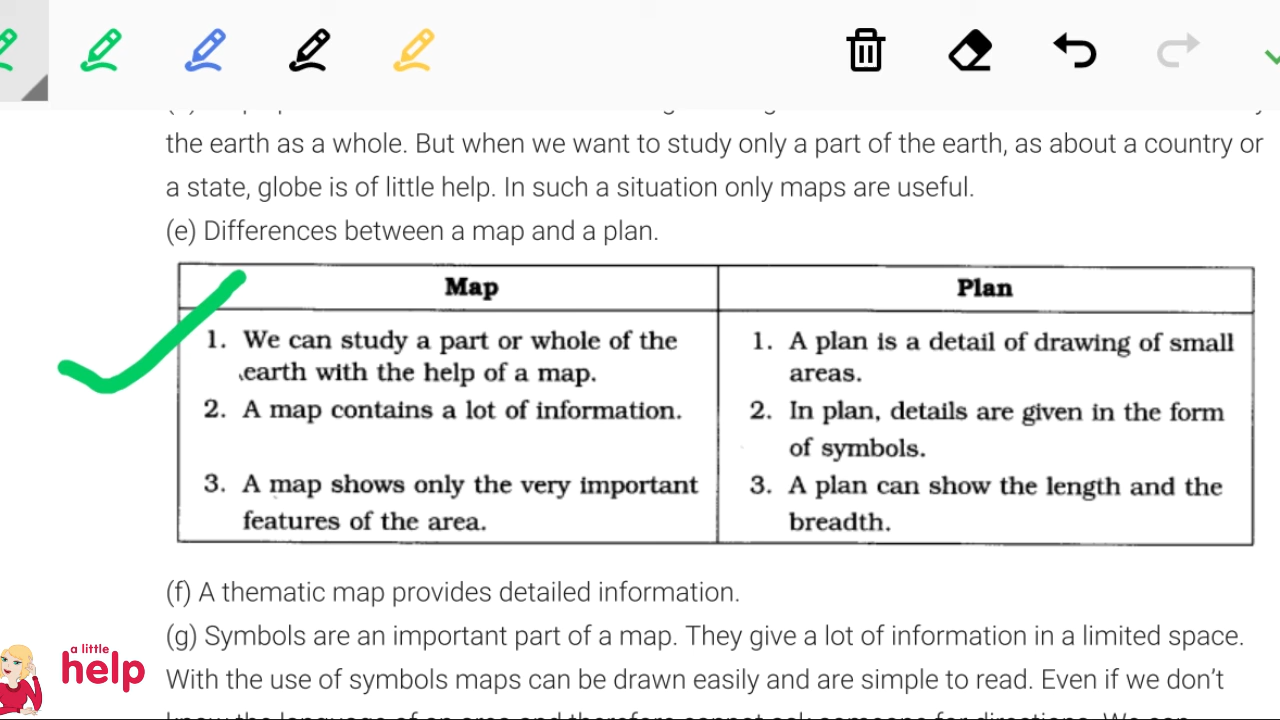 the earth as a whole. But when we want to study only a part of the earth, as about a country or
a state, globe is of little help. In such a situation only maps are useful.
(e) Differences between a map and a plan.
Map
1. We can study a part or whole of the
earth with the help of a map.
2. A map contains a lot of information.
3. A map shows only the very important
features of the area.
Plan
1. A plan is a detail of drawing of small
areas.
2. In plan, details are given in the form
of symbols.
3. A plan can show the length and the
breadth.
(f) A thematic map provides detailed information.
(g) Symbols are an important part of a map. They give a lot of information in a limited space.
With the use of symbols maps can be drawn easily and are simple to read. Even if we don't
a little
help